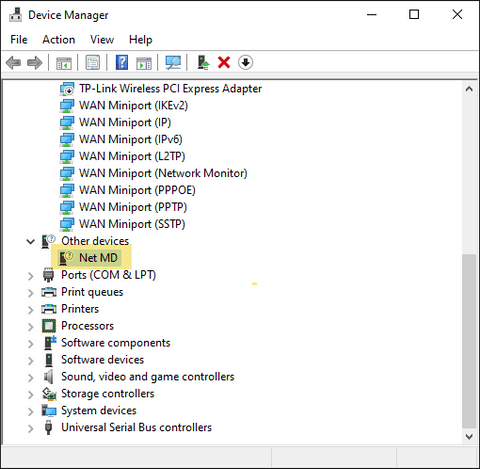 Device Manager
File Action View Help
TP-Link Wireless PCI Express Adapter
WAN Miniport (IKEv2)
WAN Miniport (IP)
WAN Miniport (IPv6)
WAN Miniport (L2TP)
WAN Miniport (Network Monitor)
WAN Miniport (PPPOE)
WAN Miniport (PPTP)
WAN Miniport (SSTP)
Other devices
Net MD
Ports (COM & LPT)
Print queues
Printers
Processors
Software components
Software devices
Sound, video and game controllers
Storage controllers
System devices
Universal Serial Bus controllers